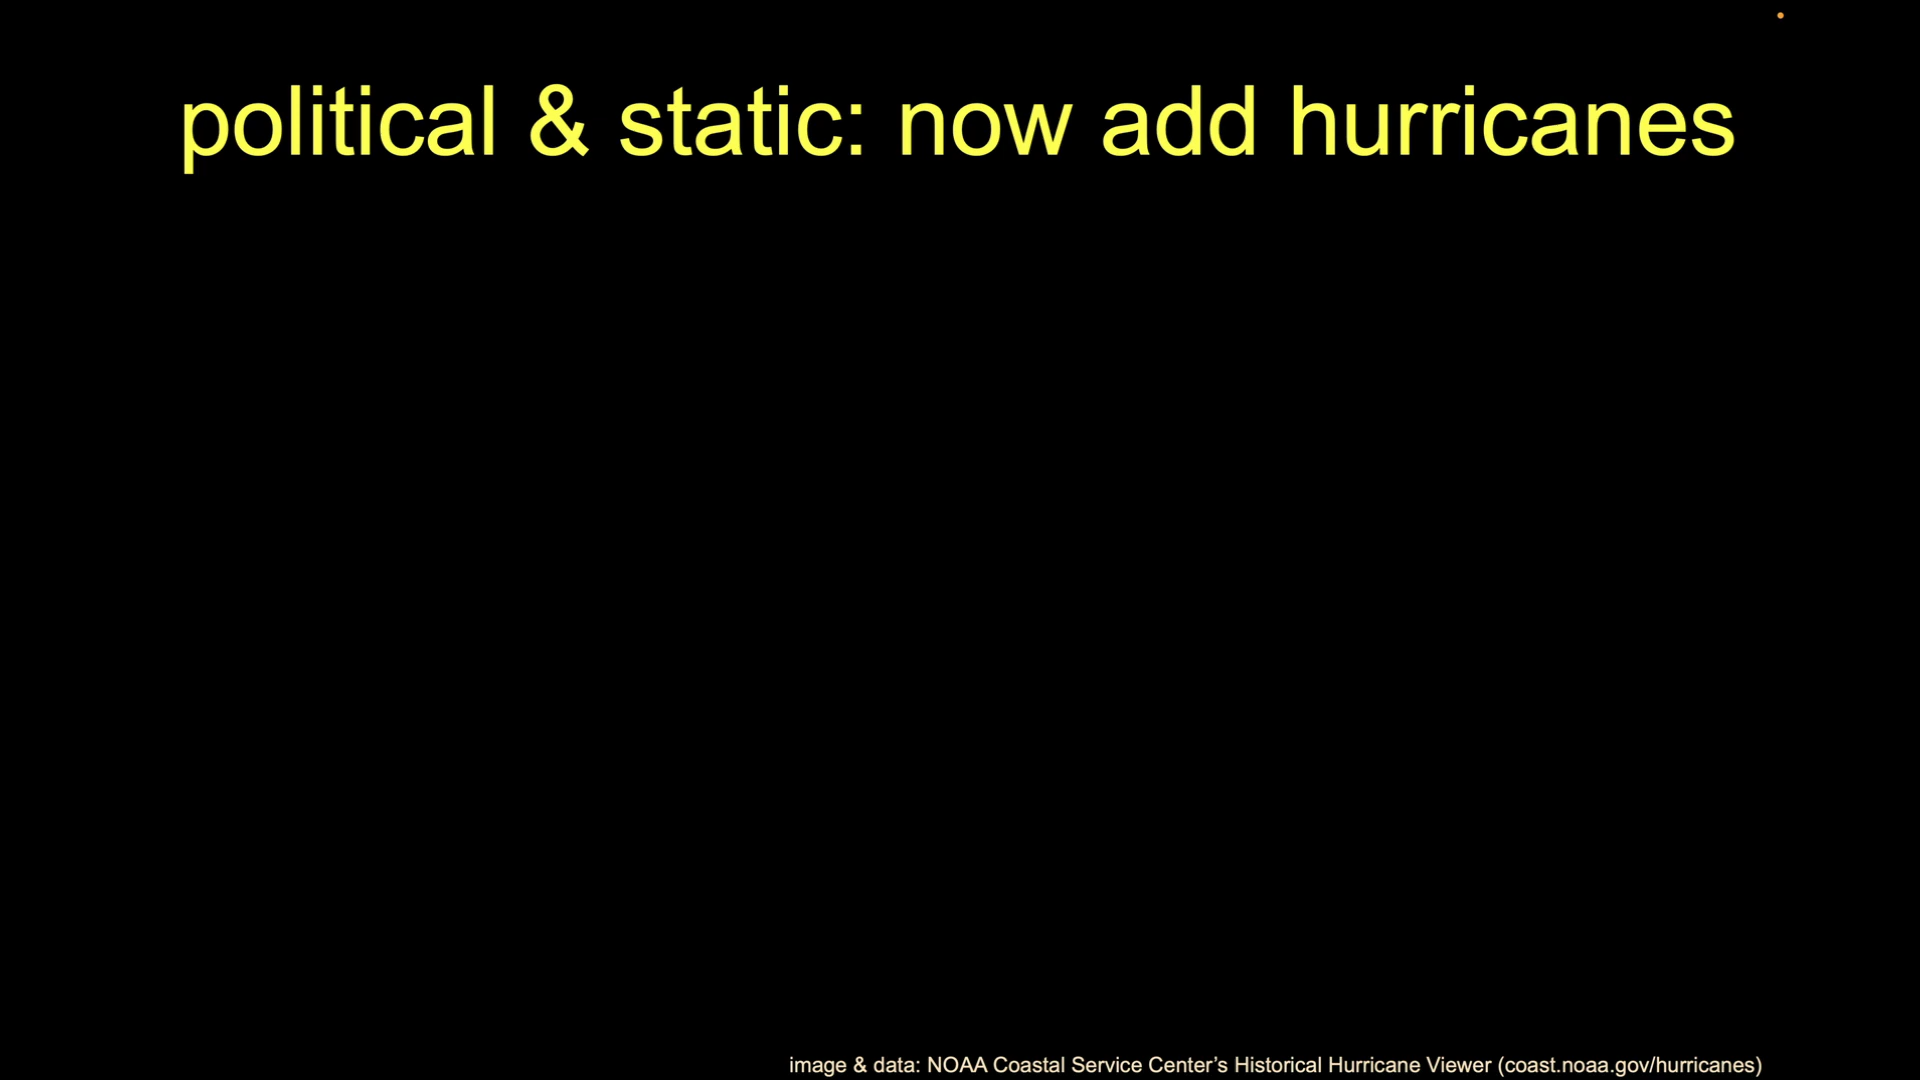 political & static: now add hurricanes
image & data: NOAA Coastal Service Center’s Historical Hurricane Viewer (coast.noaa.gov/hurricanes)